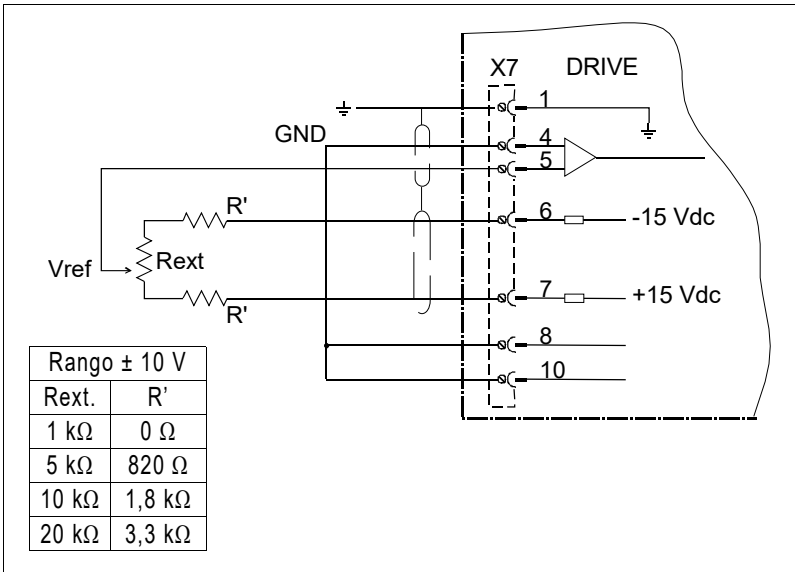 X7 DRIVE
1
GND
4
5
R'
6
-15 Vdc
Vref
Rext
R'
7
+15 Vdc
8
10
Rango ± 10 V
Rext. R’
1 kΩ 0 Ω
5 kΩ 820 Ω
10 kΩ 1,8 kΩ
20 kΩ 3,3 kΩ